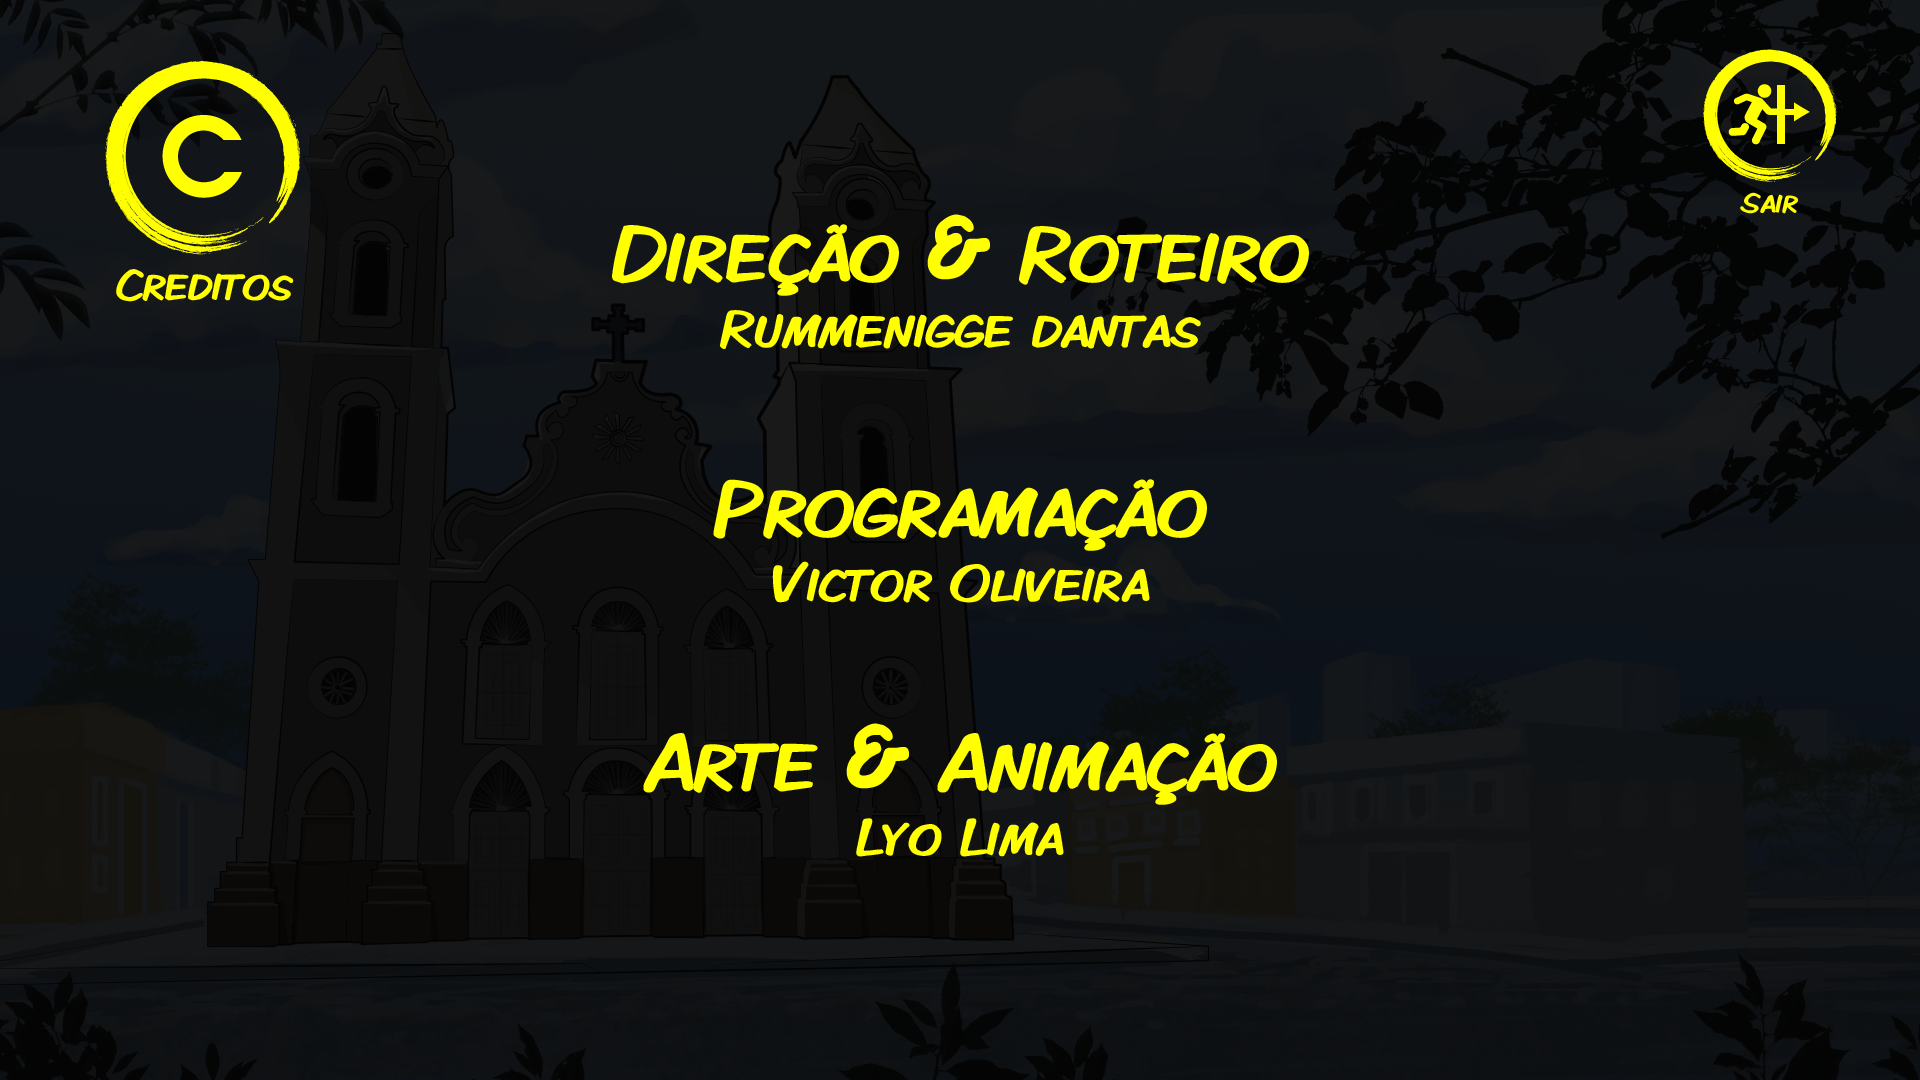 C
CREDITOS
SAIR
DIREÇÃO & ROTEIRO
RUMMENIGGE DANTAS
PROGRAMAÇÃO
VICTOR OLIVEIRA
ARTE & ANIMAÇÃO
LYO LIMA